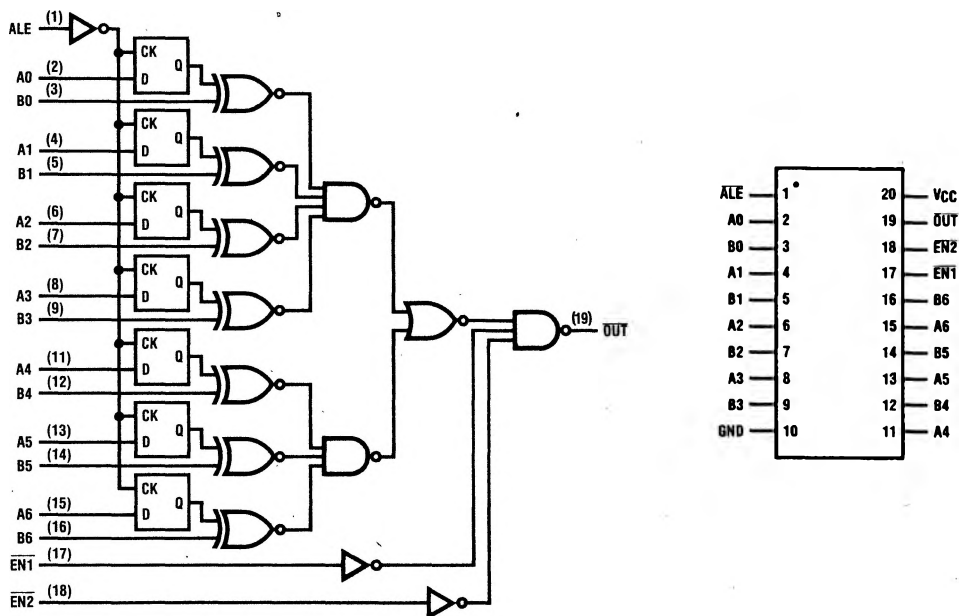 ALE (1)
CK
Q
A0 (2) D
B0 (3)
CK
Q
A1 (4) D
B1 (5)
CK
Q
A2 (6) D
B2 (7)
CK
Q
A3 (8) D
B3 (9)
CK
Q
A4 (11) D
B4 (12)
CK
Q
A5 (13) D
B5 (14)
CK
Q
A6 (15) D
B6 (16)
EN1 (17)
EN2 (18)
(19) OUT
ALE 1 20 VCC
A0 2 19 OUT
B0 3 18 EN2
A1 4 17 EN1
B1 5 16 B6
A2 6 15 A6
B2 7 14 B5
A3 8 13 A5
B3 9 12 B4
GND 10 11 A4